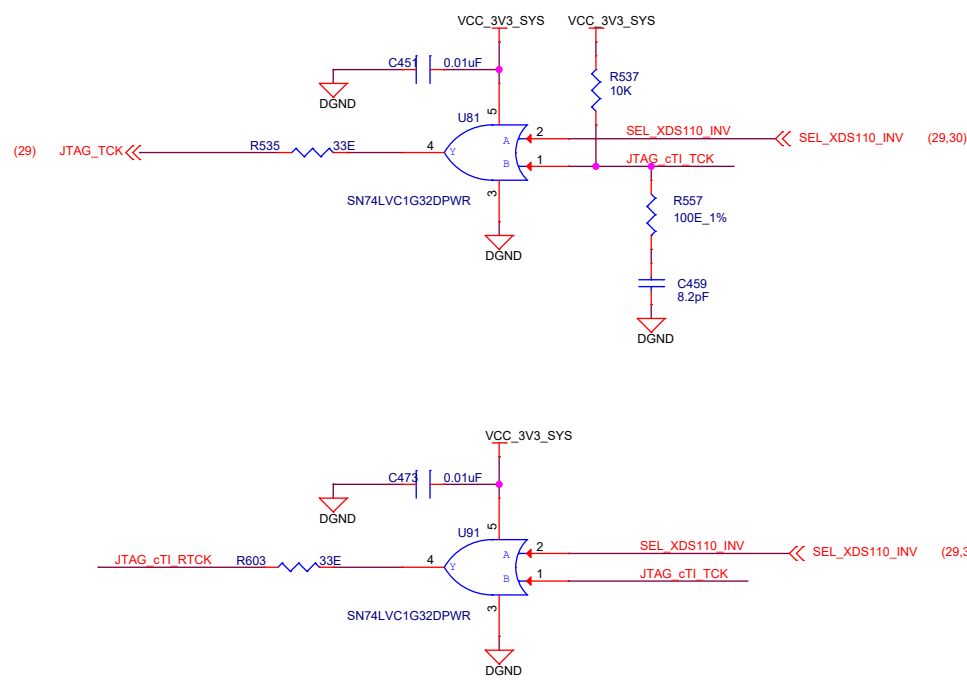 VCC_3V3_SYS VCC_3V3_SYS
C451 0.01uF
R537
10K
DGND
5
U81
A 2 SEL_XDS110_INV SEL_XDS110_INV (29,30)
(29) JTAG_TCK R535 33E 4 Y
B 1 JTAG_cTI_TCK
3
SN74LVC1G32DPWR
R557
100E_1%
DGND
C459
8.2pF
DGND
VCC_3V3_SYS
C473 0.01uF
DGND
5
U91
A 2 SEL_XDS110_INV SEL_XDS110_INV (29,3
JTAG_cTI_RTCK R603 33E 4 Y
B 1 JTAG_cTI_TCK
3
SN74LVC1G32DPWR
DGND